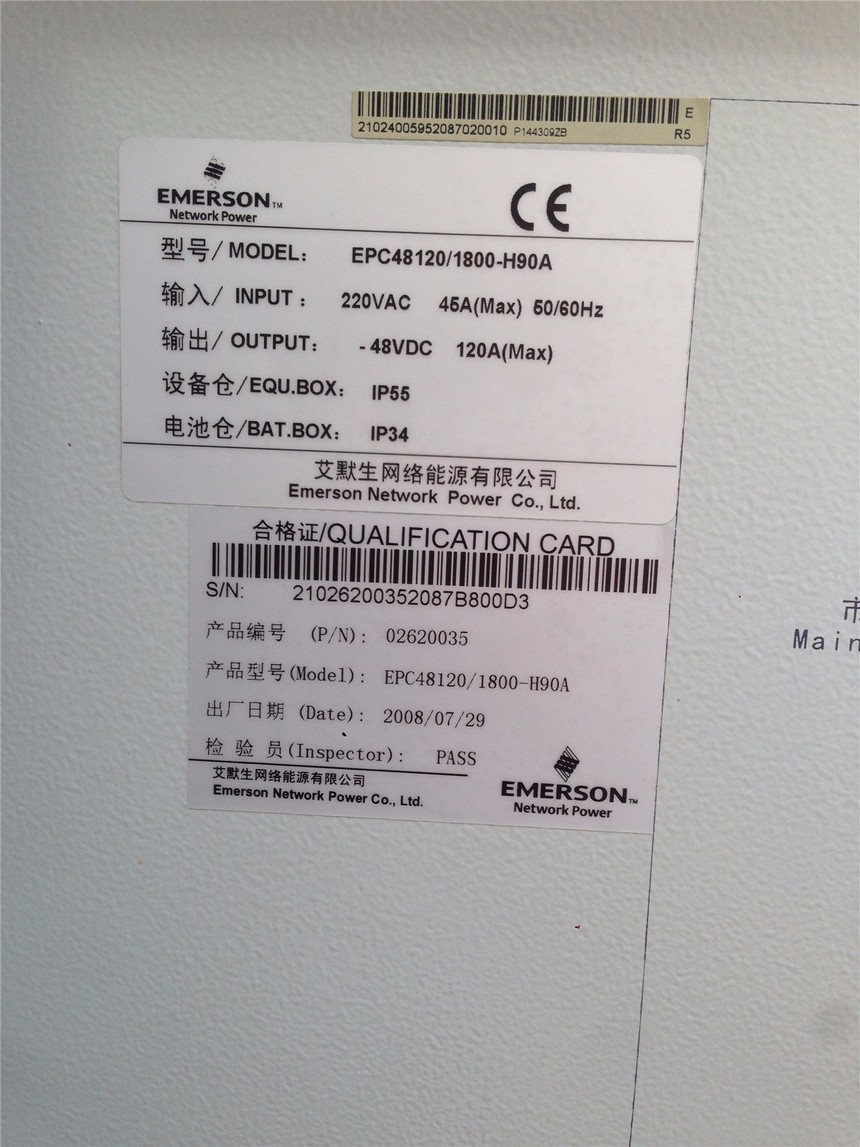 E
21024005952087020010 P144309ZB R5
EMERSON™
Network Power
CE
型号/ MODEL: EPC48120/1800-H90A
输入/ INPUT : 220VAC 45A(Max) 50/60Hz
输出/ OUTPUT: -48VDC 120A(Max)
设备仓/EQU.BOX: IP55
电池仓/BAT.BOX: IP34
艾默生网络能源有限公司
Emerson Network Power Co., Ltd.
合格证/QUALIFICATION CARD
S/N: 21026200352087B800D3
产品编号 (P/N): 02620035
产品型号(Model): EPC48120/1800-H90A
出厂日期 (Date): 2008/07/29
检 验 员(Inspector): PASS
艾默生网络能源有限公司
Emerson Network Power Co., Ltd.
EMERSON™
Network Power
市
Main